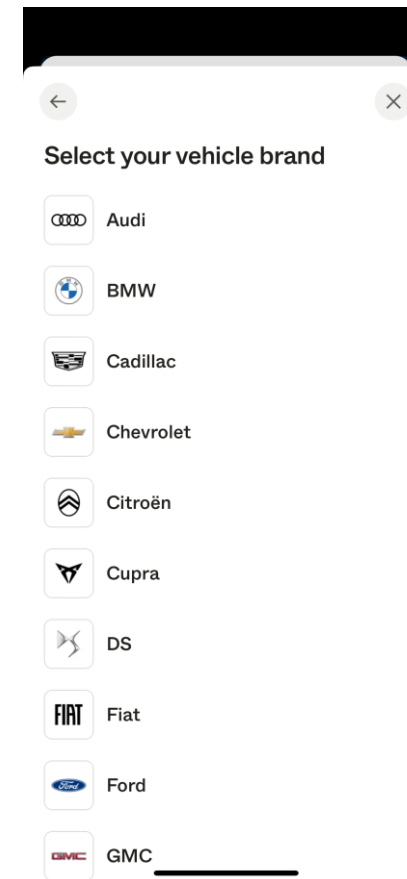 Select your vehicle brand
Audi
BMW
Cadillac
Chevrolet
Citroën
Cupra
DS
FIAT Fiat
Ford Ford
GMC GMC